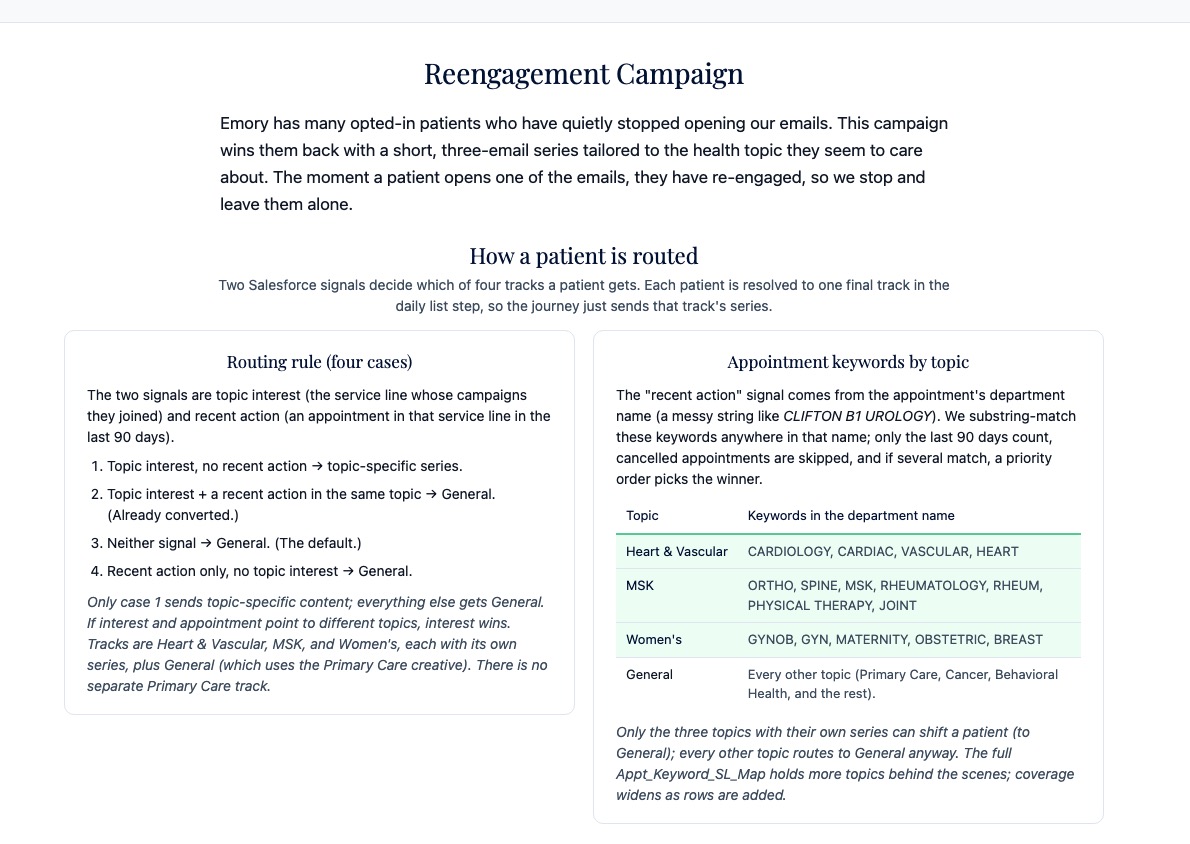 Reengagement Campaign
Emory has many opted-in patients who have quietly stopped opening our emails. This campaign
wins them back with a short, three-email series tailored to the health topic they seem to care
about. The moment a patient opens one of the emails, they have re-engaged, so we stop and
leave them alone.
How a patient is routed
Two Salesforce signals decide which of four tracks a patient gets. Each patient is resolved to one final track in the
daily list step, so the journey just sends that track's series.
Routing rule (four cases)
The two signals are topic interest (the service line whose campaigns
they joined) and recent action (an appointment in that service line in the
last 90 days).
1. Topic interest, no recent action → topic-specific series.
2. Topic interest + a recent action in the same topic → General.
(Already converted.)
3. Neither signal → General. (The default.)
4. Recent action only, no topic interest → General.
Only case 1 sends topic-specific content; everything else gets General.
If interest and appointment point to different topics, interest wins.
Tracks are Heart & Vascular, MSK, and Women's, each with its own
series, plus General (which uses the Primary Care creative). There is no
separate Primary Care track.
Appointment keywords by topic
The "recent action" signal comes from the appointment's department
name (a messy string like CLIFTON B1 UROLOGY). We substring-match
these keywords anywhere in that name; only the last 90 days count,
cancelled appointments are skipped, and if several match, a priority
order picks the winner.
Topic Keywords in the department name
Heart & Vascular CARDIOLOGY, CARDIAC, VASCULAR, HEART
MSK ORTHO, SPINE, MSK, RHEUMATOLOGY, RHEUM,
PHYSICAL THERAPY, JOINT
Women's GYNOB, GYN, MATERNITY, OBSTETRIC, BREAST
General Every other topic (Primary Care, Cancer, Behavioral
Health, and the rest).
Only the three topics with their own series can shift a patient (to
General); every other topic routes to General anyway. The full
Appt_Keyword_SL_Map holds more topics behind the scenes; coverage
widens as rows are added.